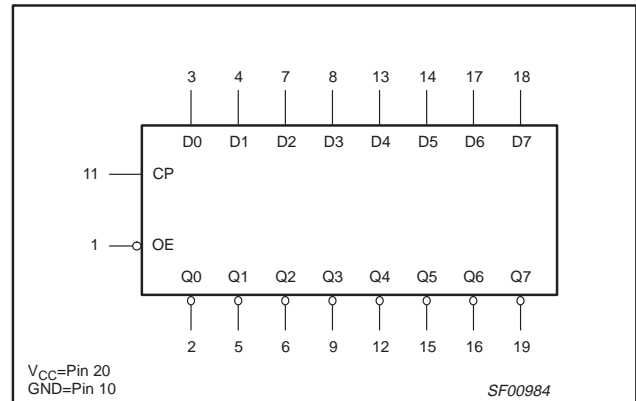 3 4 7 8 13 14 17 18
D0 D1 D2 D3 D4 D5 D6 D7
11 CP
1 OE
Q0 Q1 Q2 Q3 Q4 Q5 Q6 Q7
2 5 6 9 12 15 16 19
VCC=Pin 20
GND=Pin 10
SF00984